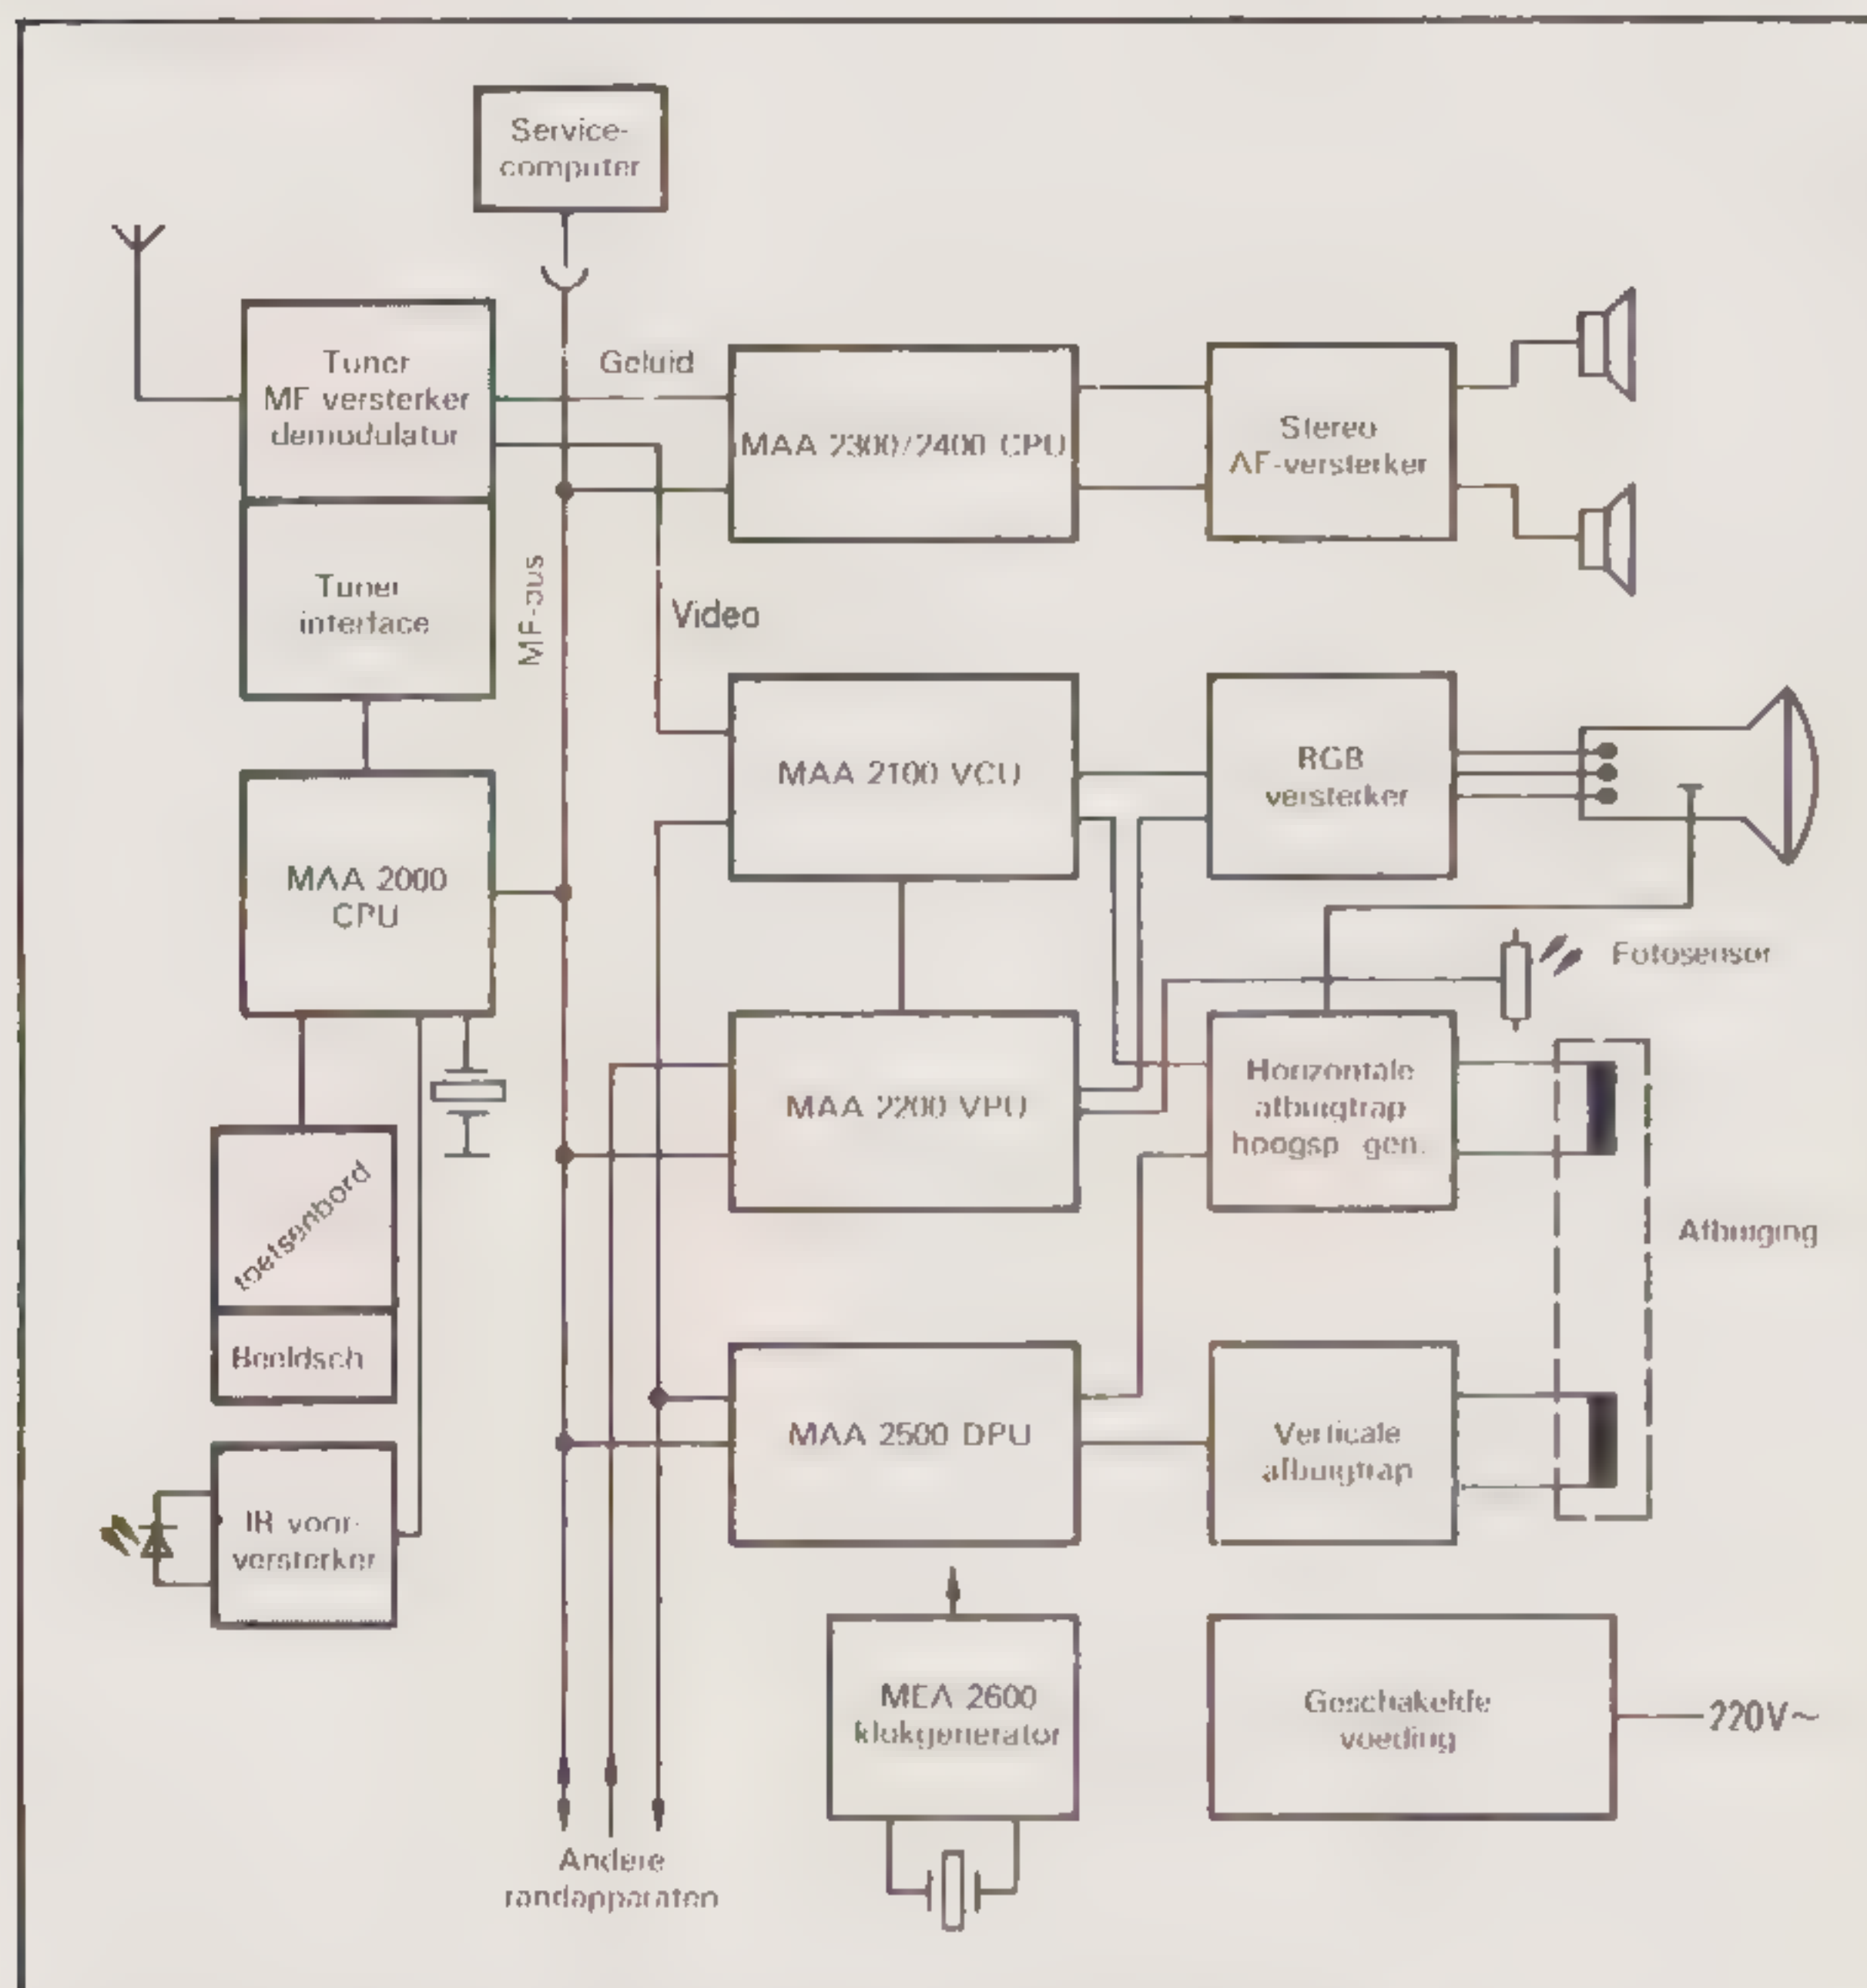 Service-
computer
Tuner
MF versterker
demodulator
Geluid
MAA 2300/2400 CPU
Stereo
AF-versterker
Tuner
interface
MF-bus
Video
MAA 2100 VCU
RGB
versterker
MAA 2000
CPU
Fotosensor
MAA 2200 VPU
Horizontale
afbuigtrap
hoogsp gen.
toetsenbord
Afbuiging
Beeldsch
MAA 2500 DPU
Verticale
afbuigtrap
IR voor-
versterker
MEA 2600
klokgenerator
Geschakelde
voeding
220V~
Andere
randapparaten